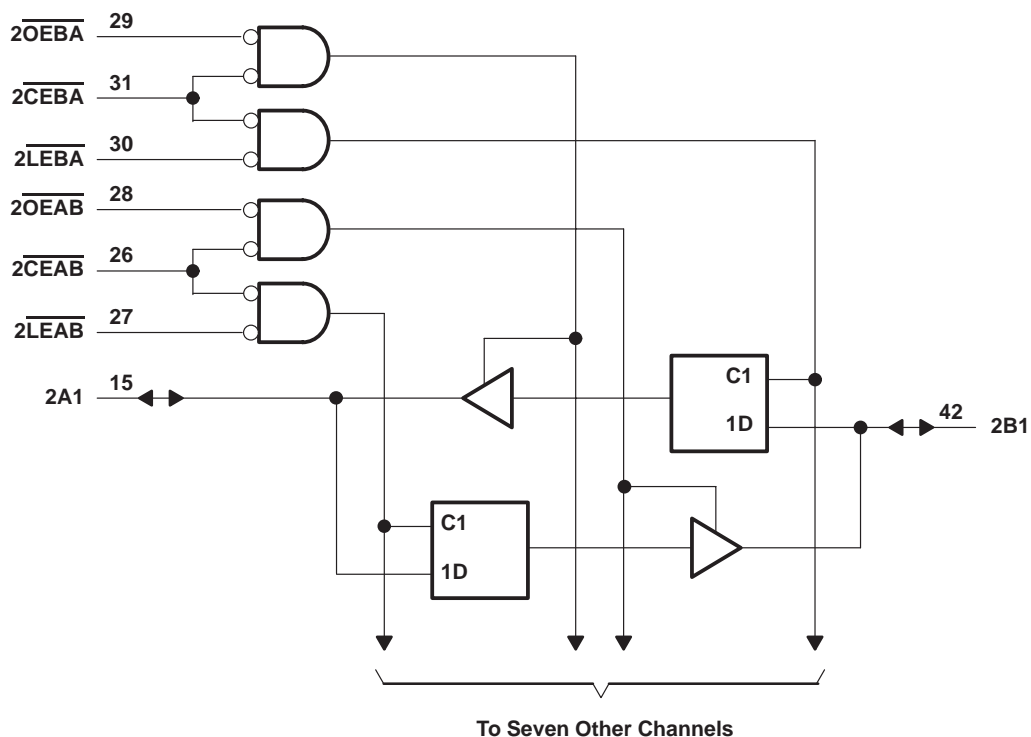 29
2OEBA
31
2CEBA
30
2LEBA
28
2OEAB
26
2CEAB
27
2LEAB
15
2A1
C1
1D
42
2B1
C1
1D
To Seven Other Channels